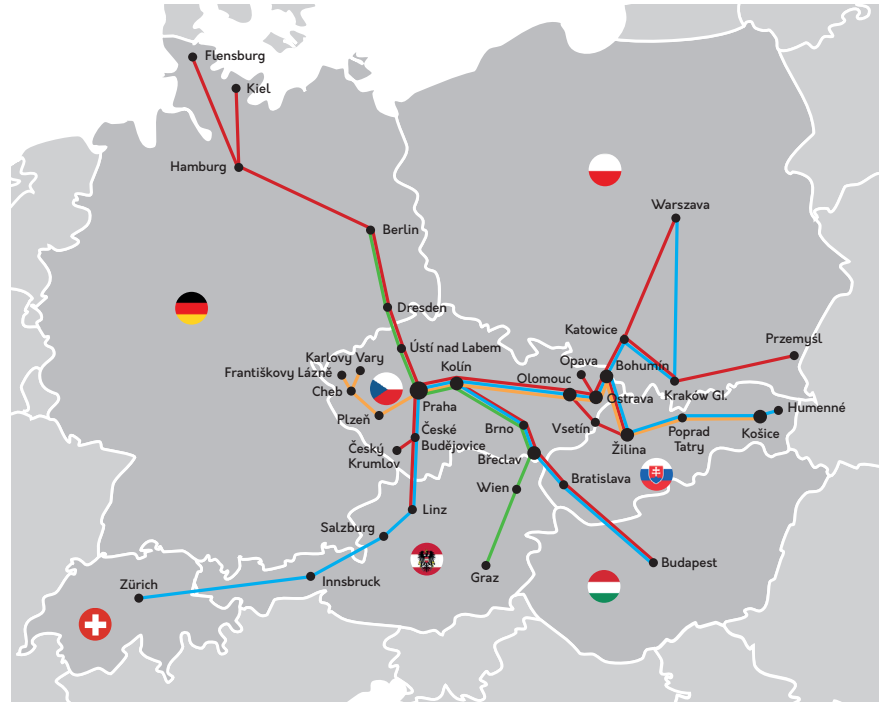 Flensburg
Kiel
Hamburg
Warszava
Berlin
Dresden
Katowice
Przemyśl
Ústí nad Labem
Karlovy Vary
Kolín
Opava
Bohumín
Františkovy Lázně
Olomouc
Cheb
Praha
Ostrava
Kraków Gl.
Humenné
Plzeň
České
Budějovice
Brno
Vsetín
Žilina
Poprad
Tatry
Košice
Český
Krumlov
Břeclav
Bratislava
Wien
Linz
Salzburg
Budapest
Innsbruck
Graz
Zürich